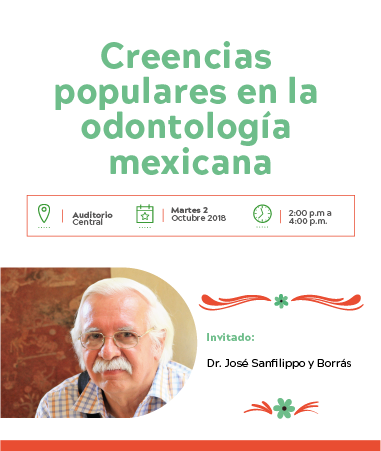 Creencias
populares en la
odontología
mexicana
Auditorio
Central
Martes 2
Octubre 2018
2:00 p.m a
4:00 p.m.
Invitado:
Dr. José Sanfilippo y Borrás